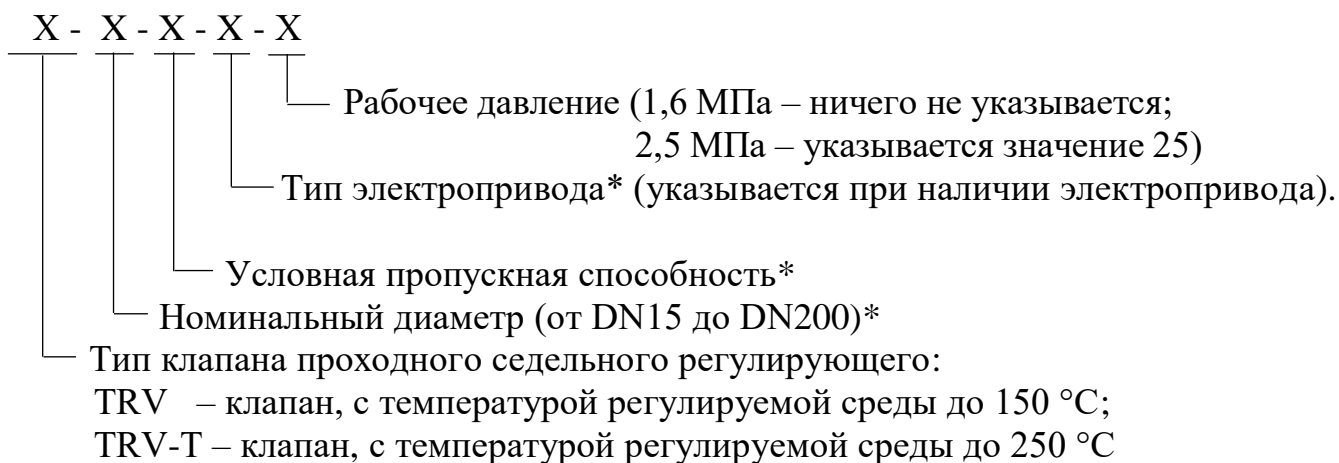 X - X - X - X - X
Рабочее давление (1,6 МПа – ничего не указывается;
2,5 МПа – указывается значение 25)
Тип электропривода* (указывается при наличии электропривода).
Условная пропускная способность*
Номинальный диаметр (от DN15 до DN200)*
Тип клапана проходного седельного регулирующего:
TRV – клапан, с температурой регулируемой среды до 150 °С;
TRV-T – клапан, с температурой регулируемой среды до 250 °С